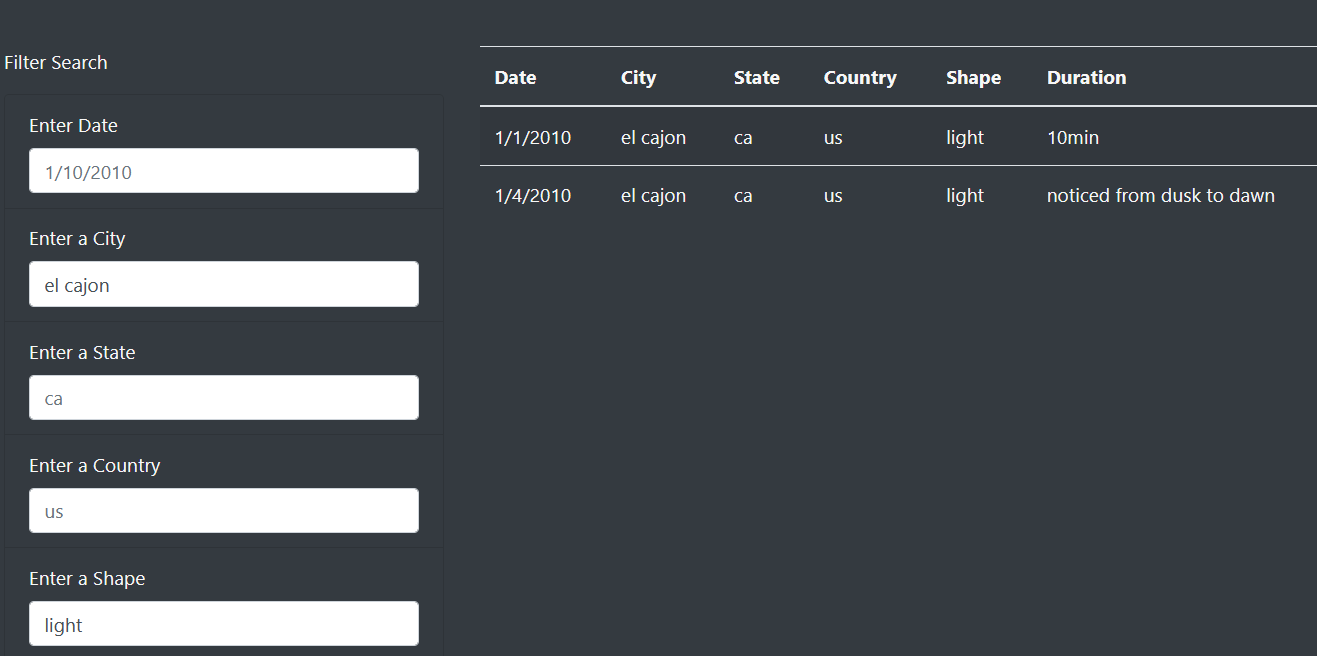 Filter Search
Enter Date
1/10/2010
Enter a City
el cajon
Enter a State
ca
Enter a Country
us
Enter a Shape
light
Date City State Country Shape Duration
1/1/2010 el cajon ca us light 10min
1/4/2010 el cajon ca us light noticed from dusk to dawn